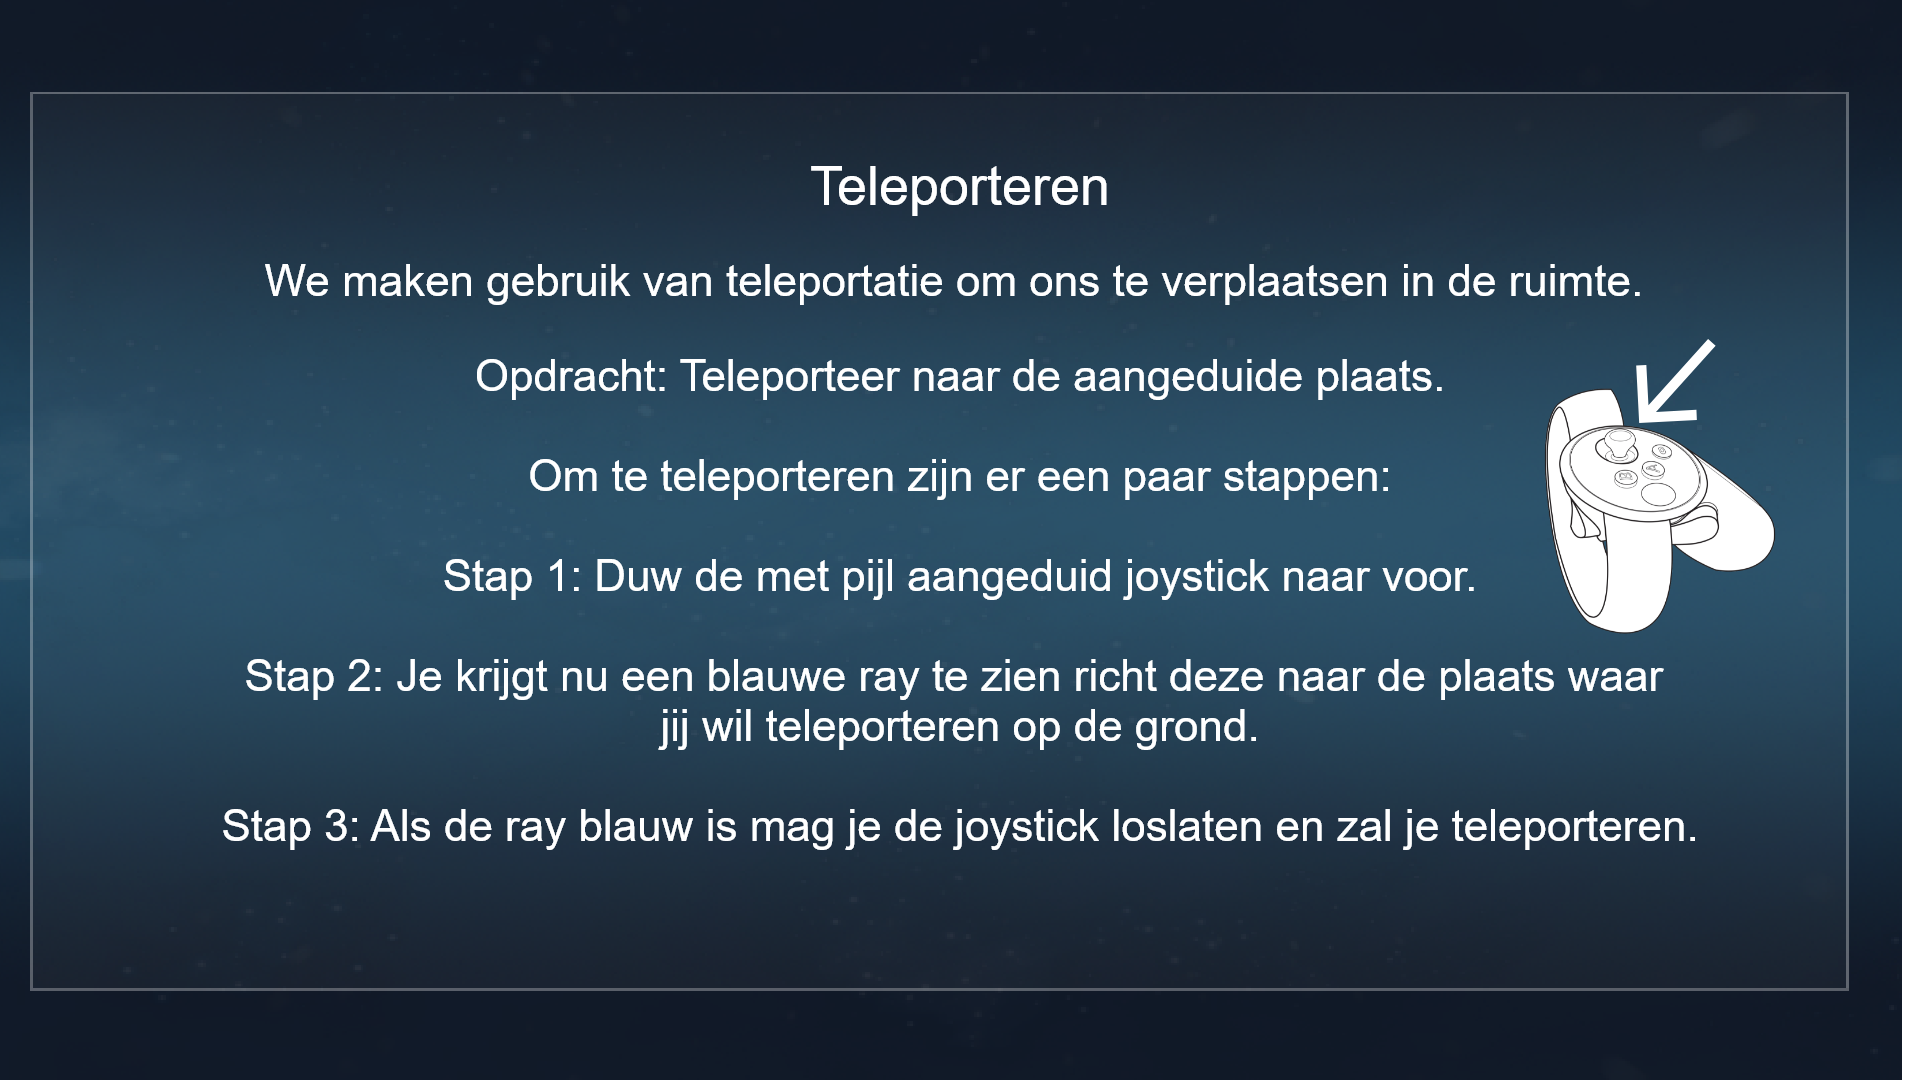 Teleporteren
We maken gebruik van teleportatie om ons te verplaatsen in de ruimte.
Opdracht: Teleporteer naar de aangeduide plaats.
Om te teleporteren zijn er een paar stappen:
Stap 1: Duw de met pijl aangeduid joystick naar voor.
Stap 2: Je krijgt nu een blauwe ray te zien richt deze naar de plaats waar
jij wil teleporteren op de grond.
Stap 3: Als de ray blauw is mag je de joystick loslaten en zal je teleporteren.